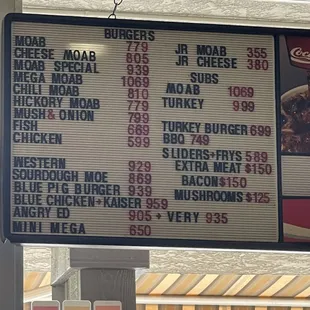 BURGERS
MOAB 779
CHEESE MOAB 805
MOAB SPECIAL 939
MEGA MOAB 1069
CHILI MOAB 810
HICKORY MOAB 779
MUSH & ONION 799
FISH 669
CHICKEN 599
WESTERN 929
SOURDOUGH MOE 869
BLUE PIG BURGER 939
BLUE CHICKEN+KAISER 959
ANGRY ED 905 + VERY 935
MINI MEGA 650
JR MOAB 355
JR CHEESE 380
SUBS
MOAB 1069
TURKEY 999
TURKEY BURGER 699
BBQ 749
SLIDERS+FRYS 589
EXTRA MEAT $150
BACON $150
MUSHROOMS $125